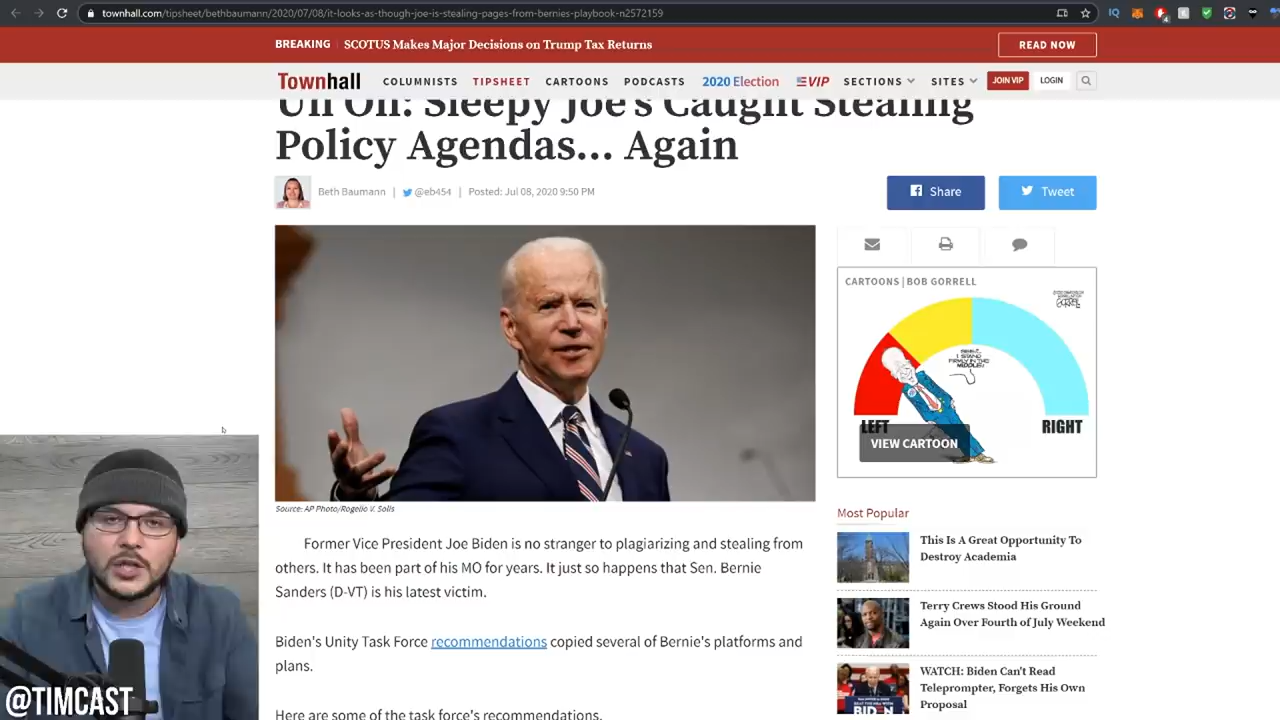 townhall.com/tipsheet/bethbaumann/2020/07/08/it-looks-as-though-joe-is-stealing-pages-from-bernies-playbook-n2572159
BREAKING SCOTUS Makes Major Decisions on Trump Tax Returns READ NOW
Townhall COLUMNISTS TIPSHEET CARTOONS PODCASTS 2020 Election VIP SECTIONS SITES JOIN VIP LOGIN
Uh Oh: Sleepy Joe's Caught Stealing
Policy Agendas... Again
Beth Baumann | @eb454 | Posted: Jul 08, 2020 9:50 PM
Share Tweet
CARTOONS | BOB GORRELL
I STAND
FIRMLY IN THE
MIDDLE!
LEFT RIGHT
VIEW CARTOON
Source: AP Photo/Rogelio V. Solis
Former Vice President Joe Biden is no stranger to plagiarizing and stealing from
others. It has been part of his MO for years. It just so happens that Sen. Bernie
Sanders (D-VT) is his latest victim.
Biden's Unity Task Force recommendations copied several of Bernie's platforms and
plans.
Here are some of the task force's recommendations.
Most Popular
This Is A Great Opportunity To
Destroy Academia
Terry Crews Stood His Ground
Again Over Fourth of July Weekend
WATCH: Biden Can't Read
Teleprompter, Forgets His Own
Proposal
BIDEN
@TIMCAST